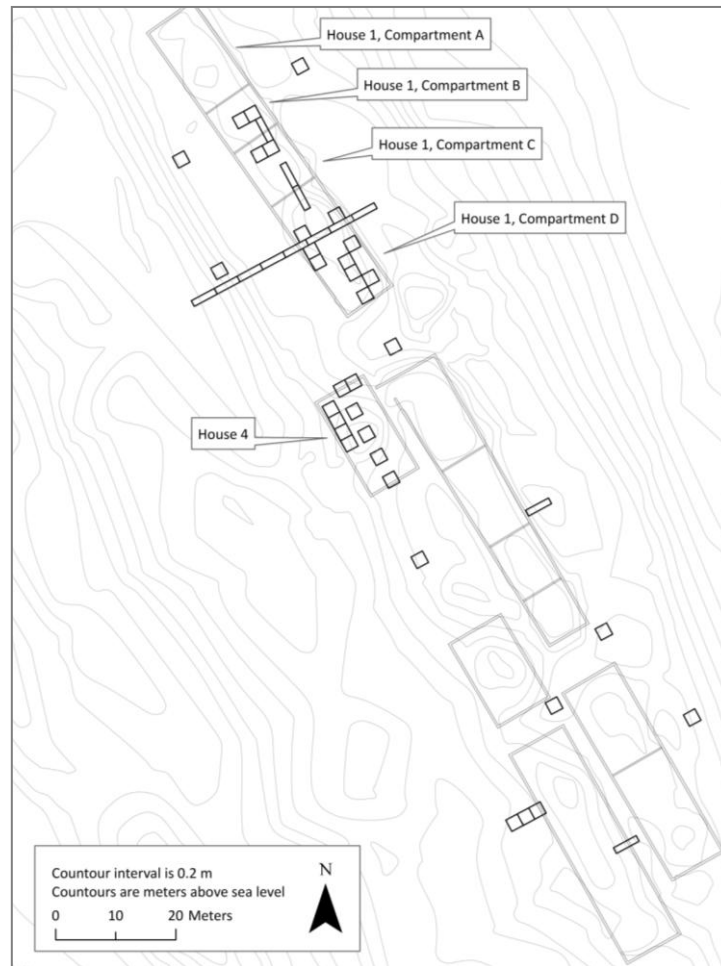 House 1, Compartment A
House 1, Compartment B
House 1, Compartment C
House 1, Compartment D
House 4
Countour interval is 0.2 m
Countours are meters above sea level
N
0 10 20 Meters